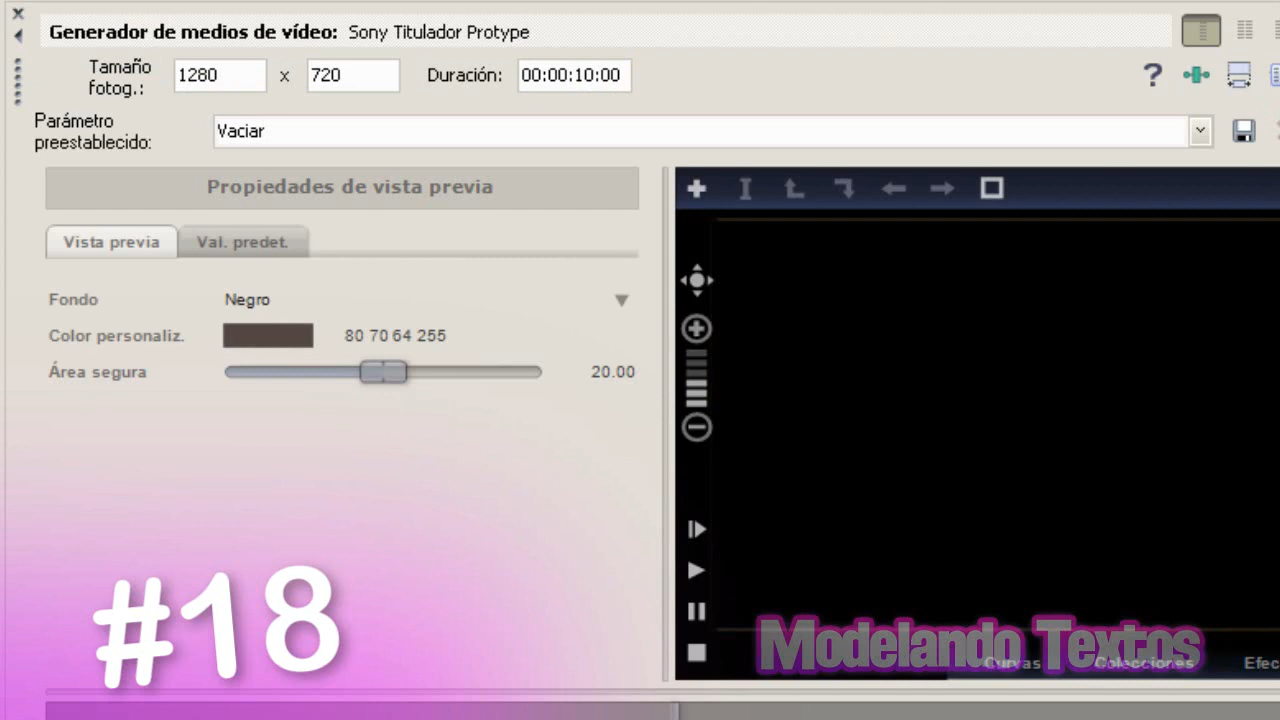 Generador de medios de vídeo: Sony Titulador Protype
Tamaño fotog.: 1280 x 720 Duración: 00:00:10:00
Parámetro preestablecido: Vaciar
Propiedades de vista previa
Vista previa Val. predet.
Fondo Negro
Color personaliz. 80 70 64 255
Área segura 20.00
#18
Modelando Textos
Curvas Colecciones Efec